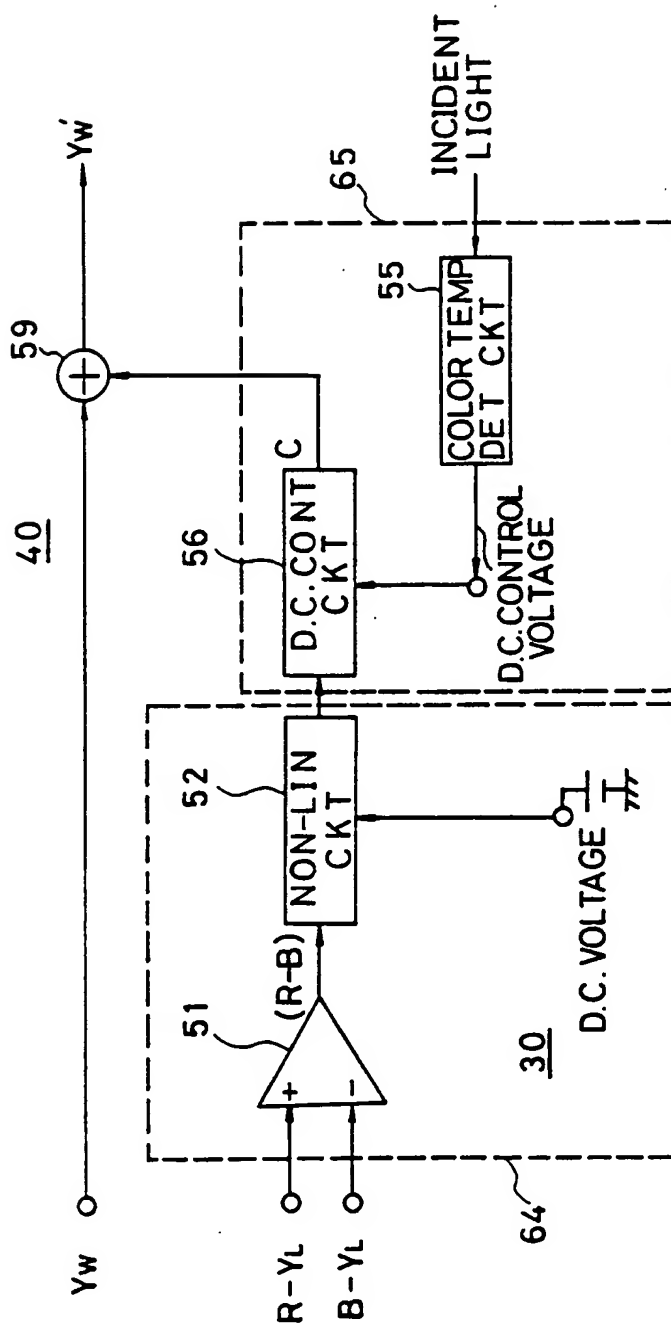 40
Yw
59
+
Yw'
64
R-YL
B-YL
51
+
-
(R-B)
52
NON-LIN
CKT
D.C. VOLTAGE
30
56
D.C. CONT
CKT
C
65
55
COLOR TEMP
DET CKT
D.C. CONTROL
VOLTAGE
INCIDENT
LIGHT